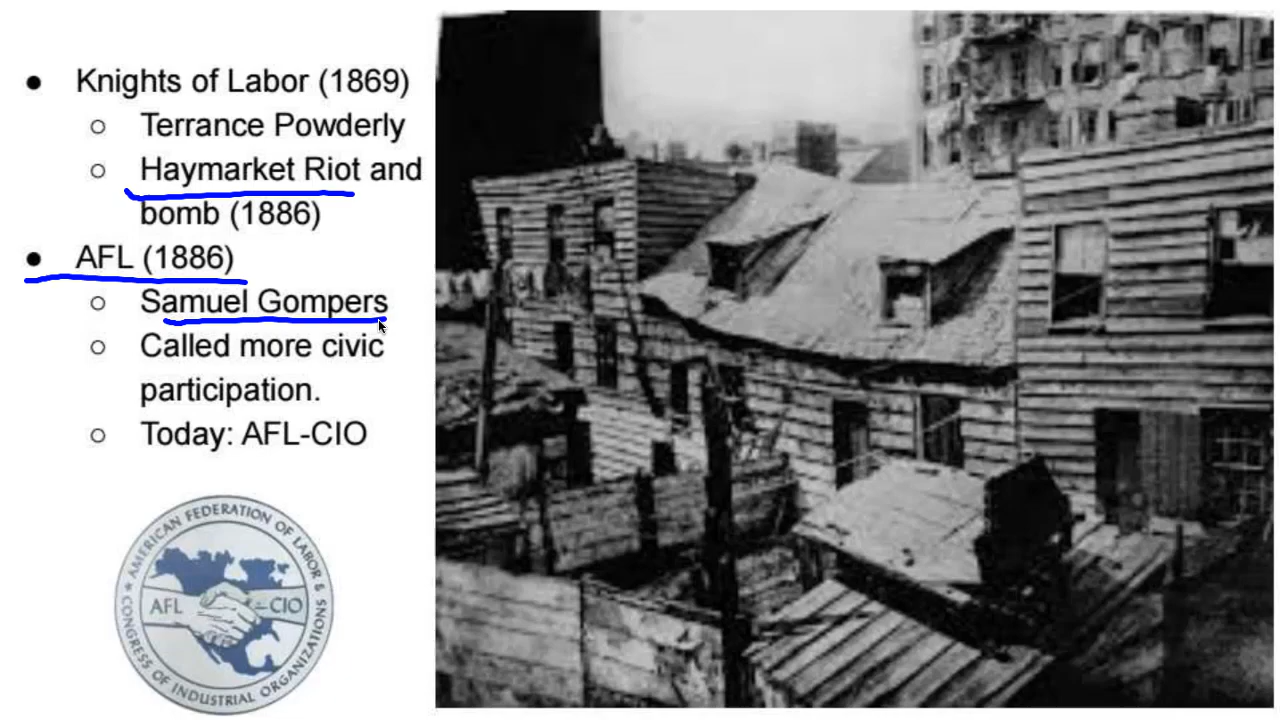 ● Knights of Labor (1869)
○ Terrance Powderly
○ Haymarket Riot and
bomb (1886)
● AFL (1886)
○ Samuel Gompers
○ Called more civic
participation.
○ Today: AFL-CIO
★ AMERICAN FEDERATION OF LABOR &
CONGRESS OF INDUSTRIAL ORGANIZATIONS
AFL – CIO